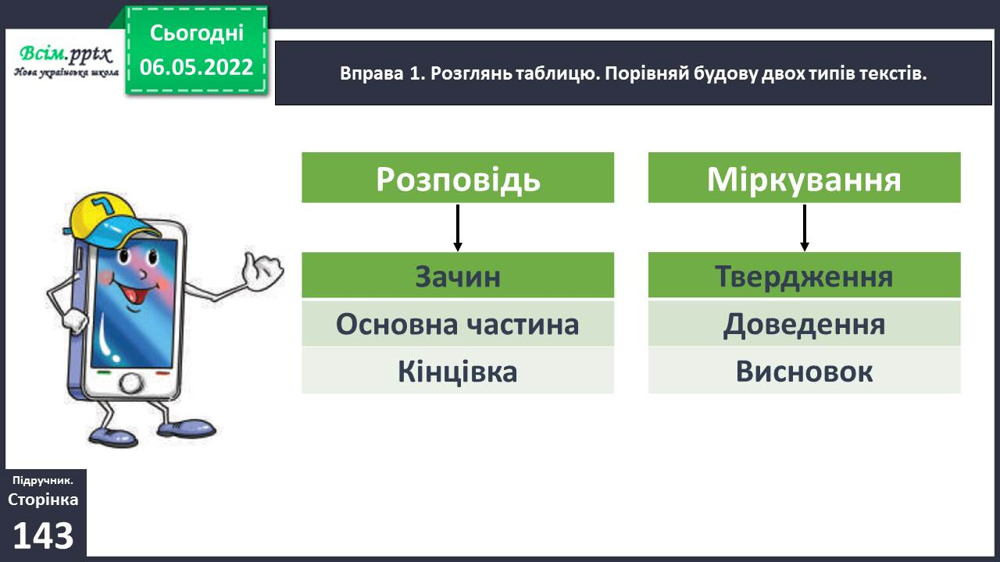 Всім.pptx
Нова українська школа
Сьогодні
06.05.2022
Вправа 1. Розглянь таблицю. Порівняй будову двох типів текстів.
Розповідь
Зачин
Основна частина
Кінцівка
Міркування
Твердження
Доведення
Висновок
Підручник.
Сторінка
143